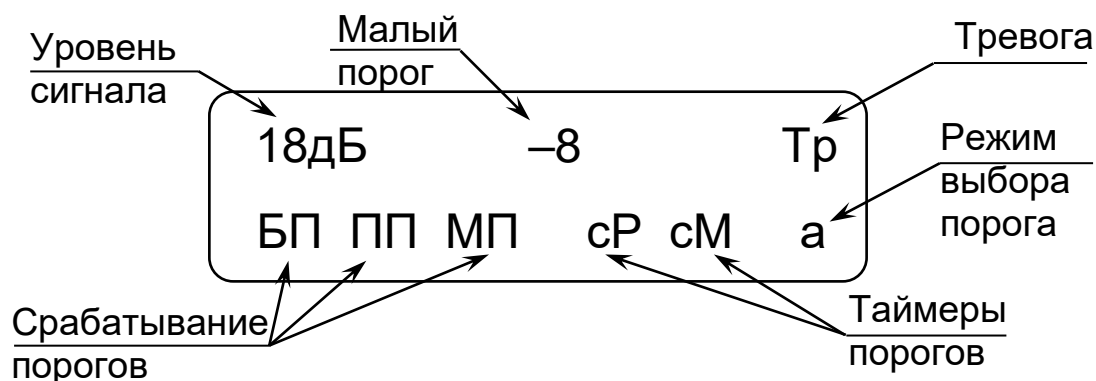 Уровень
сигнала
Малый
порог
Тревога
18дБ –8 Тр
Режим
выбора
порога
БП ПП МП сР сМ а
Срабатывание
порогов
Таймеры
порогов